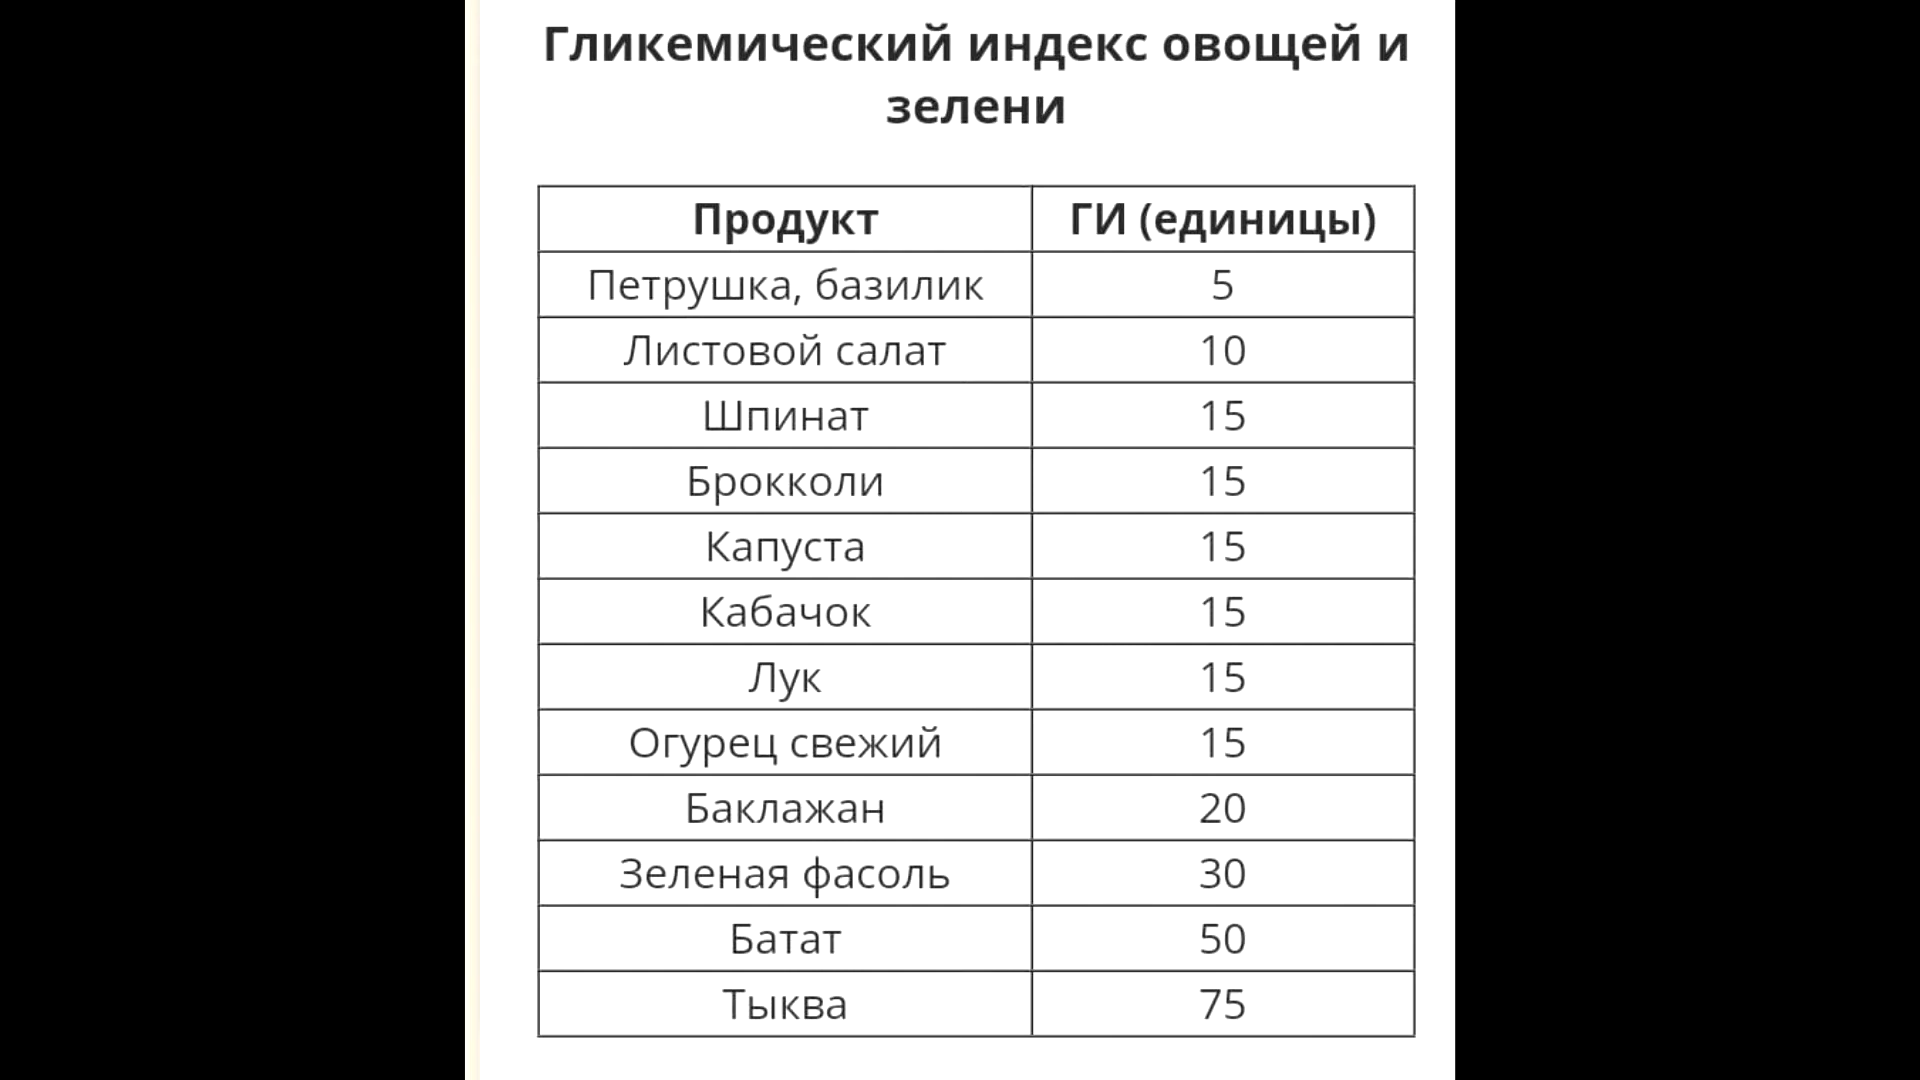 Гликемический индекс овощей и
зелени
Продукт ГИ (единицы)
Петрушка, базилик 5
Листовой салат 10
Шпинат 15
Брокколи 15
Капуста 15
Кабачок 15
Лук 15
Огурец свежий 15
Баклажан 20
Зеленая фасоль 30
Батат 50
Тыква 75